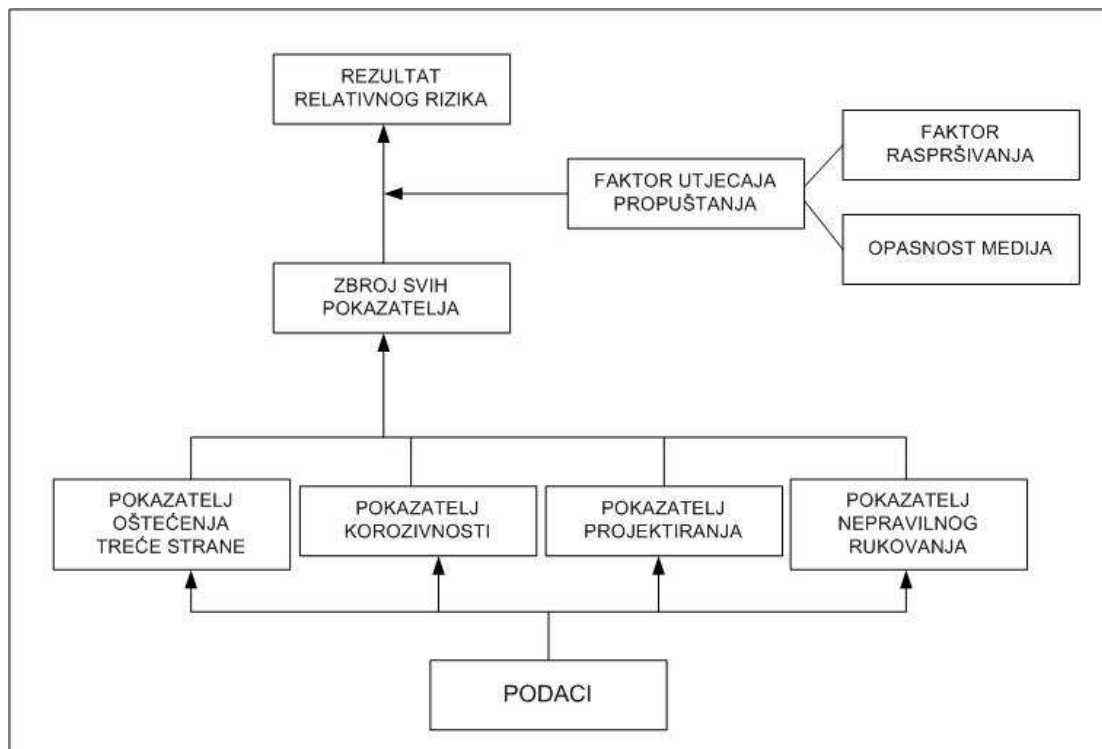 REZULTAT
RELATIVNOG RIZIKA
FAKTOR
RASPRŠIVANJA
FAKTOR UTJECAJA
PROPUŠTANJA
OPASNOST MEDIJA
ZBROJ SVIH
POKAZATELJA
POKAZATELJ
OŠTEĆENJA
TREĆE STRANE
POKAZATELJ
KOROZIVNOSTI
POKAZATELJ
PROJEKTIRANJA
POKAZATELJ
NEPRAVILNOG
RUKOVANJA
PODACI